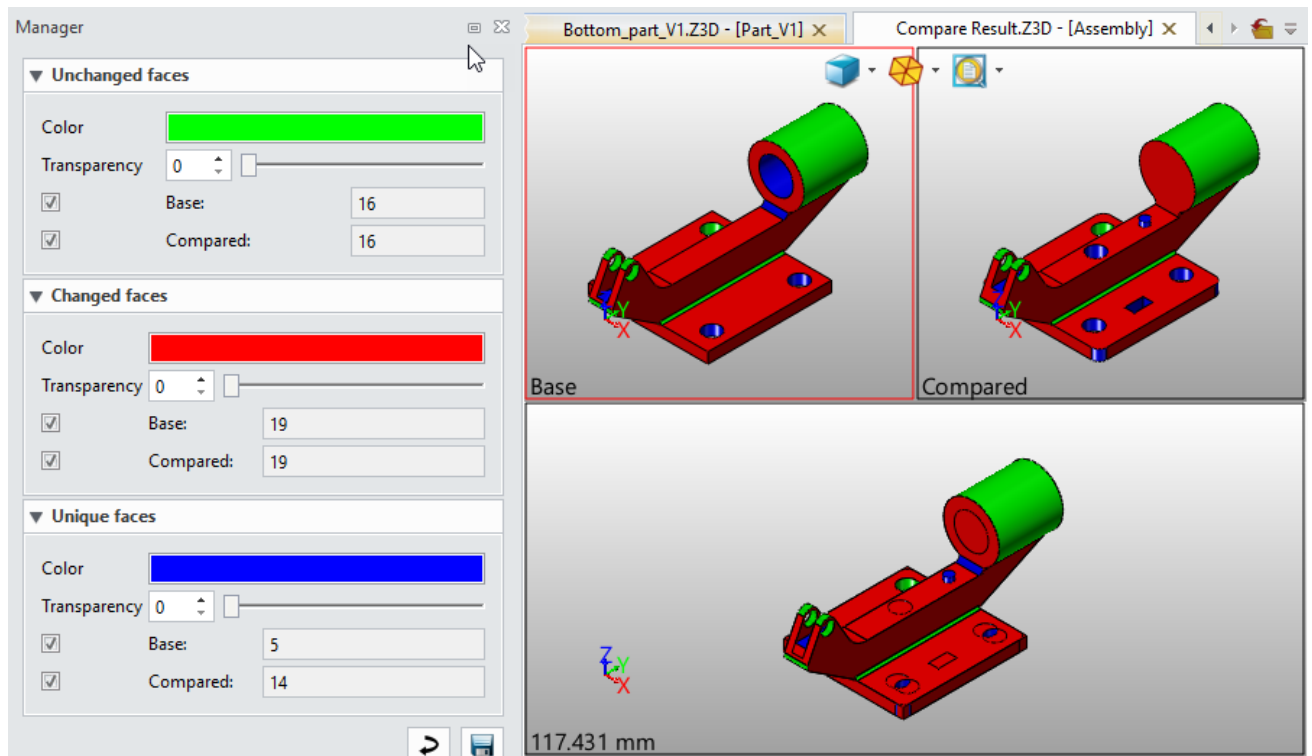 Manager
Bottom_part_V1.Z3D - [Part_V1]
Compare Result.Z3D - [Assembly]
Unchanged faces
Color
Transparency 0
Base: 16
Compared: 16
Changed faces
Color
Transparency 0
Base: 19
Compared: 19
Unique faces
Color
Transparency 0
Base: 5
Compared: 14
Z
Y
X
Base
Z
Y
X
Compared
Z
Y
X
117.431 mm